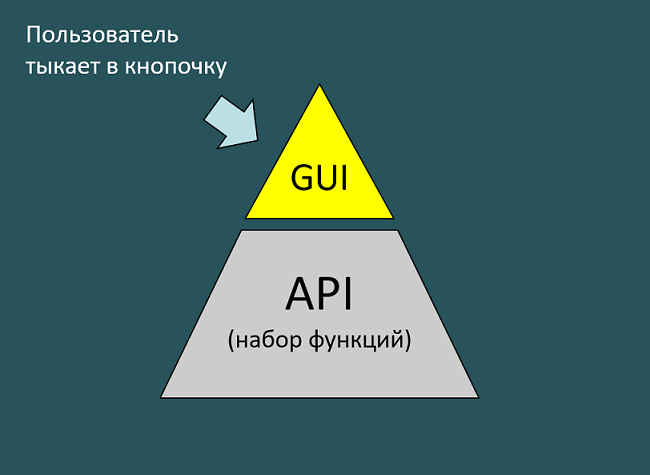 Пользователь
тыкает в кнопочку
GUI
API
(набор функций)